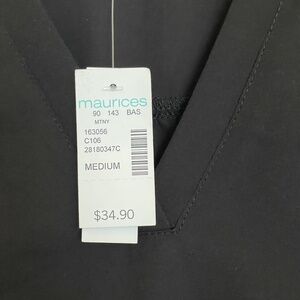 maurices
90 143 BAS
MTNY
163056
C106
28180347C
MEDIUM
$34.90